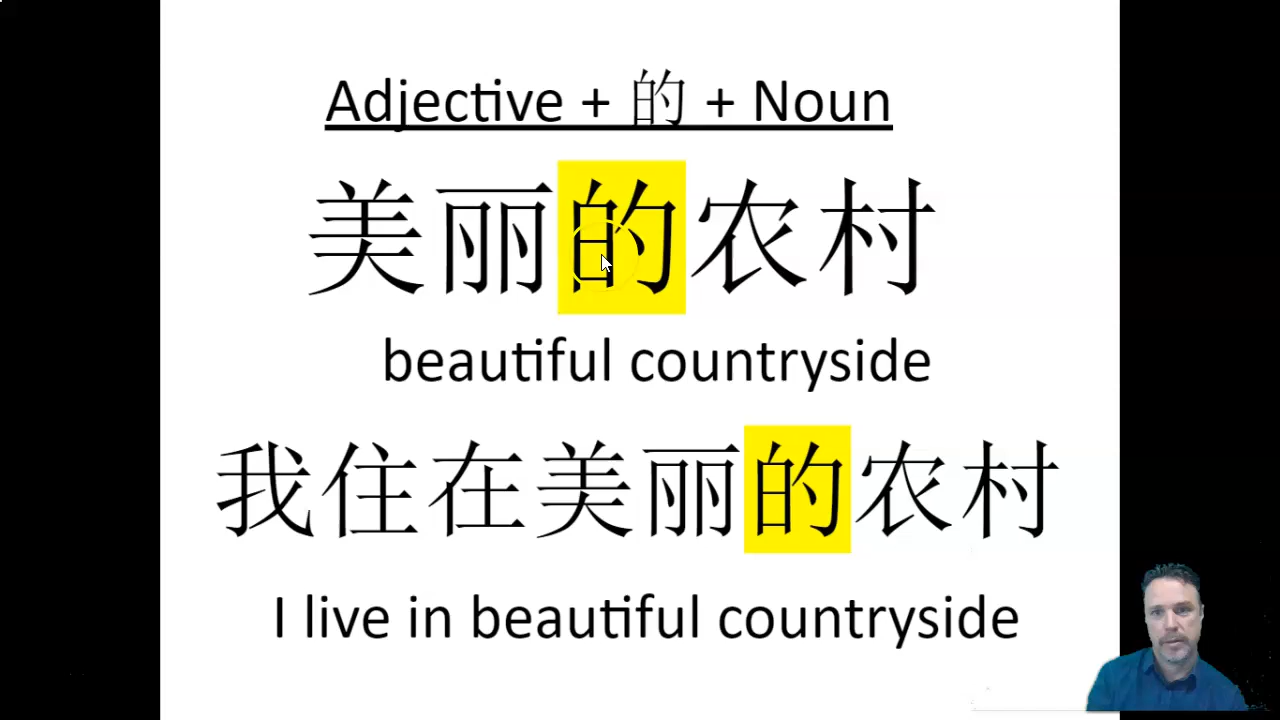 Adjective + 的 + Noun
美丽的农村
beautiful countryside
我住在美丽的农村
I live in beautiful countryside